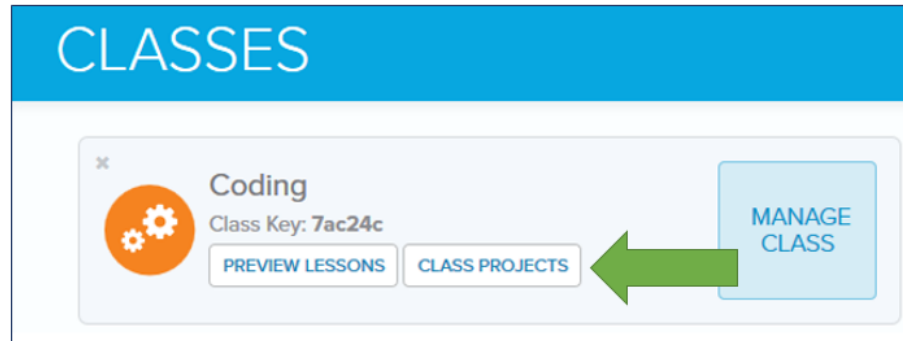 CLASSES
Coding
Class Key: 7ac24c
PREVIEW LESSONS
CLASS PROJECTS
MANAGE
CLASS